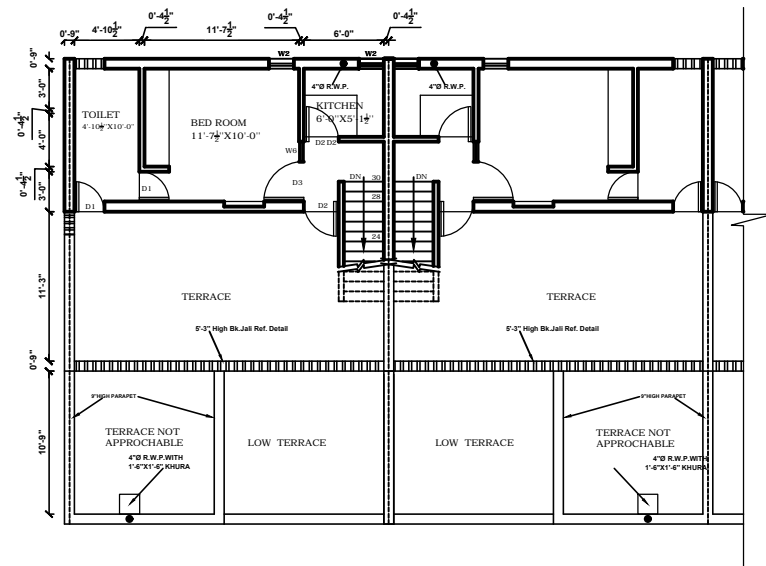 0'-4½"
0'-4½"
0'-4½"
0'-9"
4'-10½"
11'-7½"
6'-0"
W2
W2
0'-9"
3'-0"
0'-4½"
4'-0"
0'-4½"
3'-0"
11'-3"
0'-9"
10'-9"
4"Ø R.W.P.
4"Ø R.W.P.
TOILET
4'-10½"X10'-0"
BED ROOM
11'-7½"X10'-0"
KITCHEN
6'-0"X5'-1½"
D2 D2
W6
D3
D1
D1
D2
DN
30
28
24
DN
TERRACE
TERRACE
5'-3" High Bk.Jali Ref. Detail
5'-3" High Bk.Jali Ref. Detail
9"HIGH PARAPET
9"HIGH PARAPET
TERRACE NOT
APPROCHABLE
LOW TERRACE
LOW TERRACE
TERRACE NOT
APPROCHABLE
4"Ø R.W.P.WITH
1'-6"X1'-6" KHURA
4"Ø R.W.P.WITH
1'-6"X1'-6" KHURA